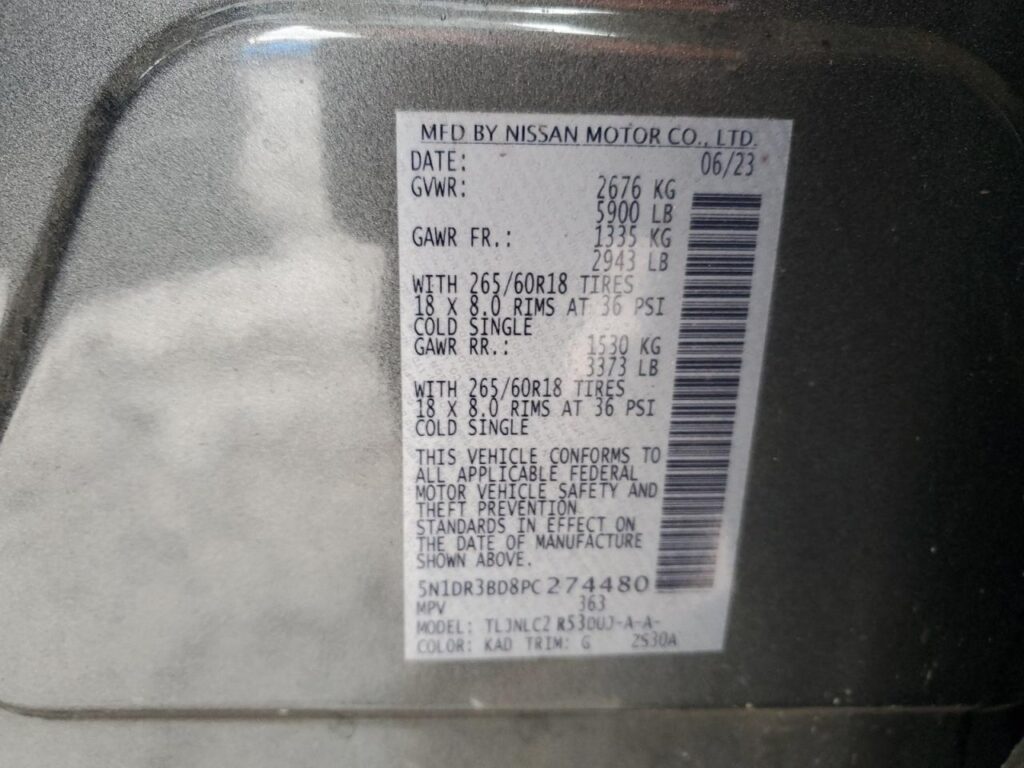 MFD BY NISSAN MOTOR CO., LTD.
DATE: 06/23
GVWR: 2676 KG
5900 LB
GAWR FR.: 1335 KG
2943 LB
WITH 265/60R18 TIRES
18 X 8.0 RIMS AT 36 PSI
COLD SINGLE
GAWR RR.: 1530 KG
3373 LB
WITH 265/60R18 TIRES
18 X 8.0 RIMS AT 36 PSI
COLD SINGLE
THIS VEHICLE CONFORMS TO
ALL APPLICABLE FEDERAL
MOTOR VEHICLE SAFETY AND
THEFT PREVENTION
STANDARDS IN EFFECT ON
THE DATE OF MANUFACTURE
SHOWN ABOVE.
5N1DR3BD8PC274480
MPV 363
MODEL: TLJNLC2 R53DUJ-A-A-
COLOR: KAD TRIM: G 2S30A